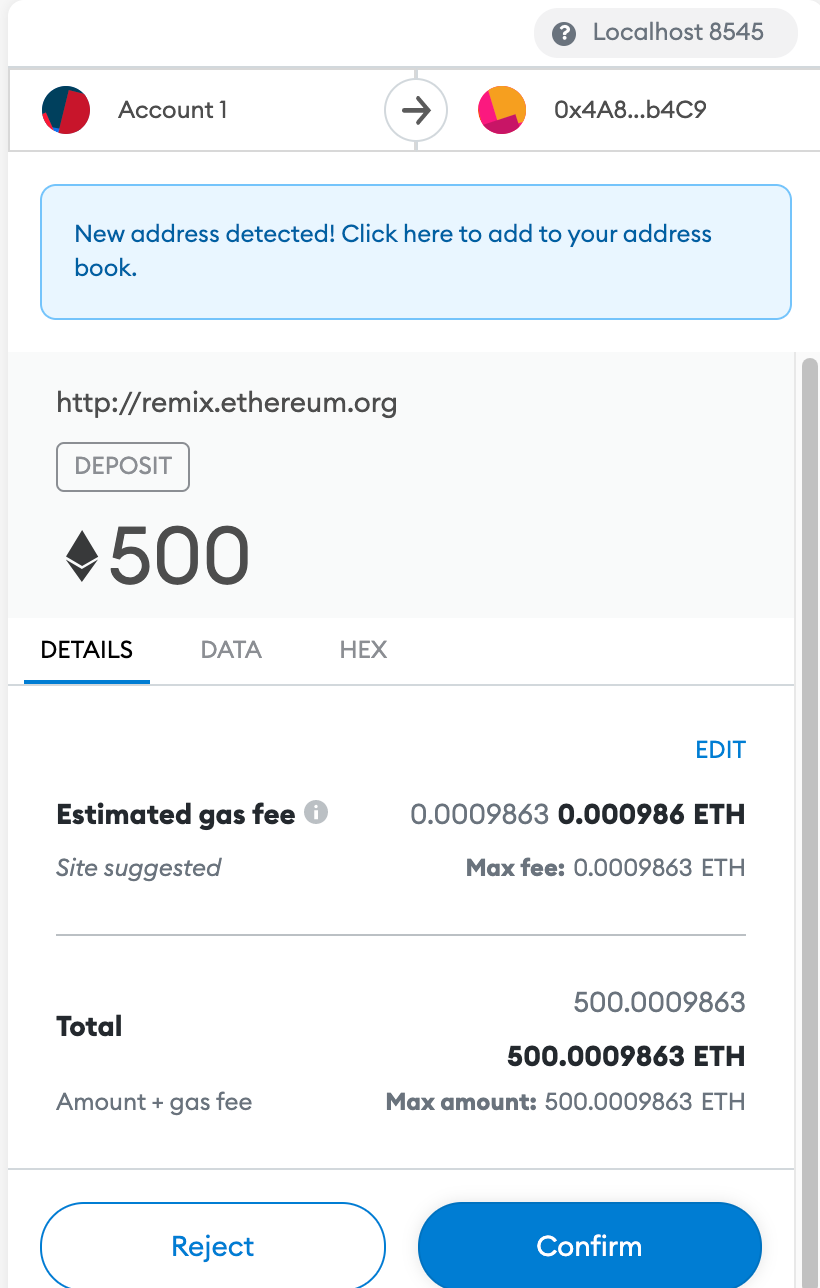 Localhost 8545
Account 1
0x4A8...b4C9
New address detected! Click here to add to your address
book.
http://remix.ethereum.org
DEPOSIT
500
DETAILS DATA HEX
EDIT
Estimated gas fee 0.0009863 0.000986 ETH
Site suggested Max fee: 0.0009863 ETH
500.0009863
Total
500.0009863 ETH
Amount + gas fee Max amount: 500.0009863 ETH
Reject Confirm